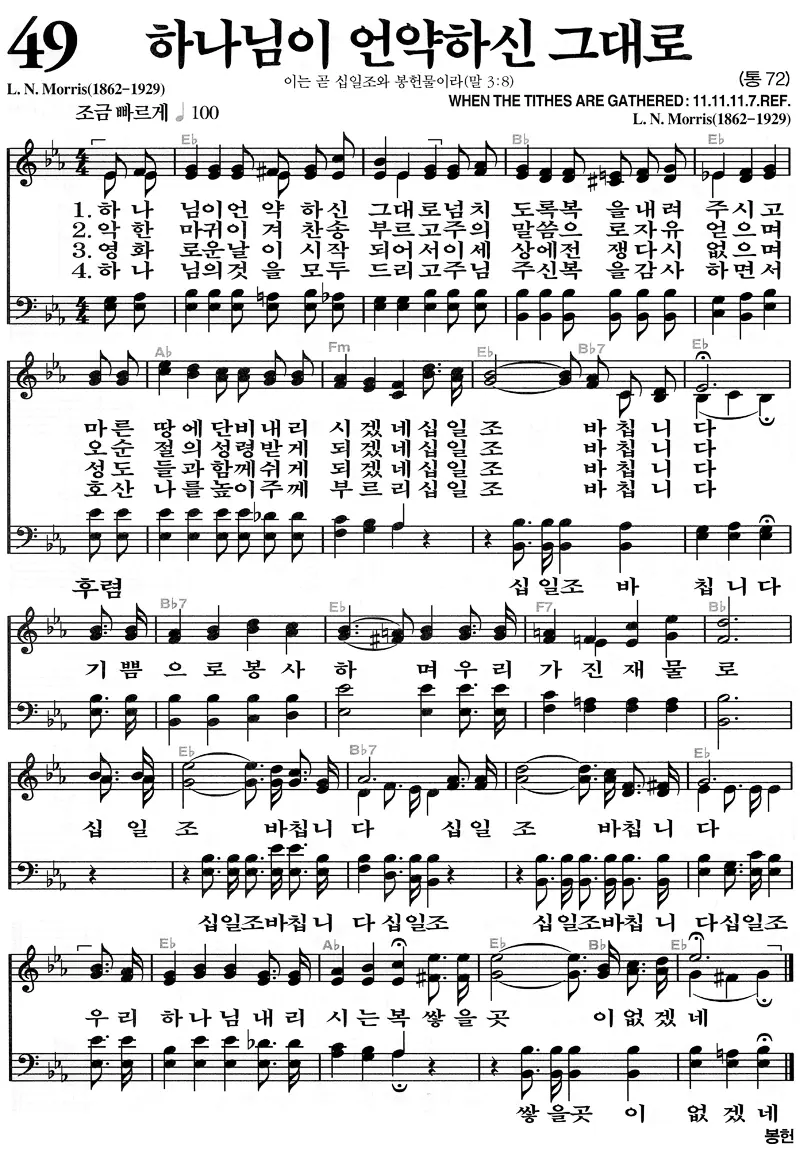 49 하나님이 언약하신 그대로
이는 곧 십일조와 봉헌물이라(말 3:8)
(통 72)
L. N. Morris(1862-1929)
WHEN THE TITHES ARE GATHERED: 11.11.11.7.REF.
조금 빠르게 ♩ 100
L. N. Morris(1862-1929)
E♭ B♭ E♭
1. 하 나 님이언 약 하신 그대로넘치 도록복 을내려 주시고
2. 악 한 마귀이 겨 찬송 부르고주의 말씀으 로자유 얻으며
3. 영 화 로운날 이 시작 되어서이세 상에전 쟁다시 없으며
4. 하 나 님의것 을 모두 드리고주님 주신복 을감사 하면서
A♭ Fm E♭ B♭7 E♭
마른 땅에단비내리 시겠네십일조 바칩니다
오순 절의성령받게 되겠네십일조 바칩니다
성도 들과함께쉬게 되겠네십일조 바칩니다
호산 나를높이주께 부르리십일조 바칩니다
후렴 십일조 바 칩니다
B♭7 E♭ F7 B♭
기쁨으로봉사하 며우리가진재물로
E♭ B♭7
십일조 바칩니다 십일조 바칩니다
십일조바칩니다십일조 십일조바칩니다십일조
E♭ A♭ E♭ B♭ E♭
우리 하나님내리 시는복쌓을곳 이없겠네
쌓을곳 이 없겠네
봉헌